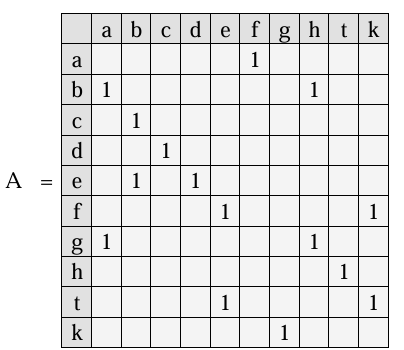 a b c d e f g h t k
a 1
b 1 1
c 1
d 1
A = e 1 1
f 1 1
g 1 1
h 1
t 1 1
k 1